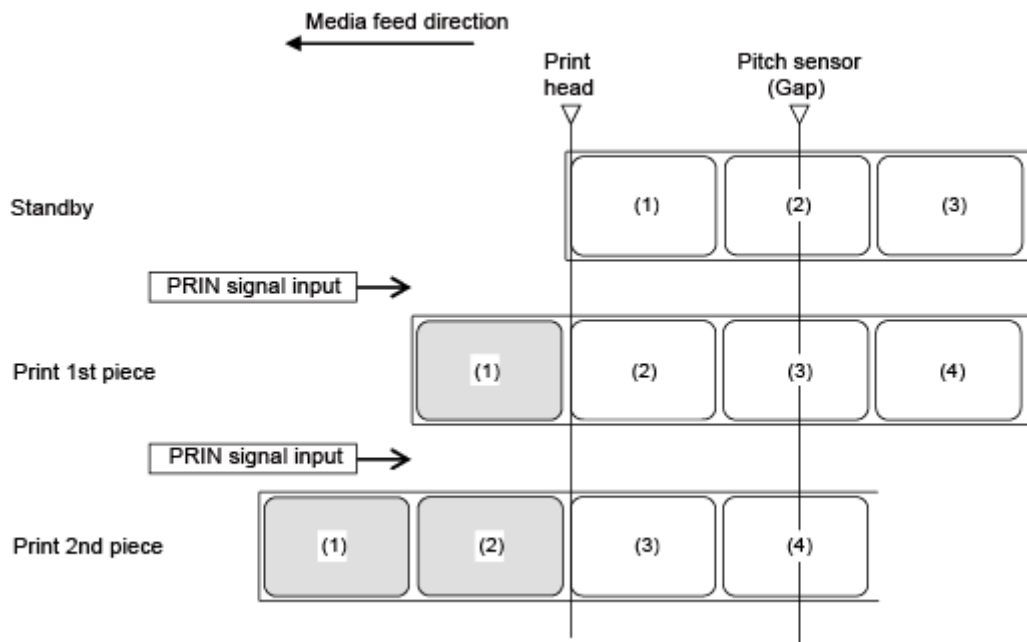 Media feed direction
Print
head
Pitch sensor
(Gap)
Standby
(1)
(2)
(3)
PRIN signal input
Print 1st piece
(1)
(2)
(3)
(4)
PRIN signal input
Print 2nd piece
(1)
(2)
(3)
(4)